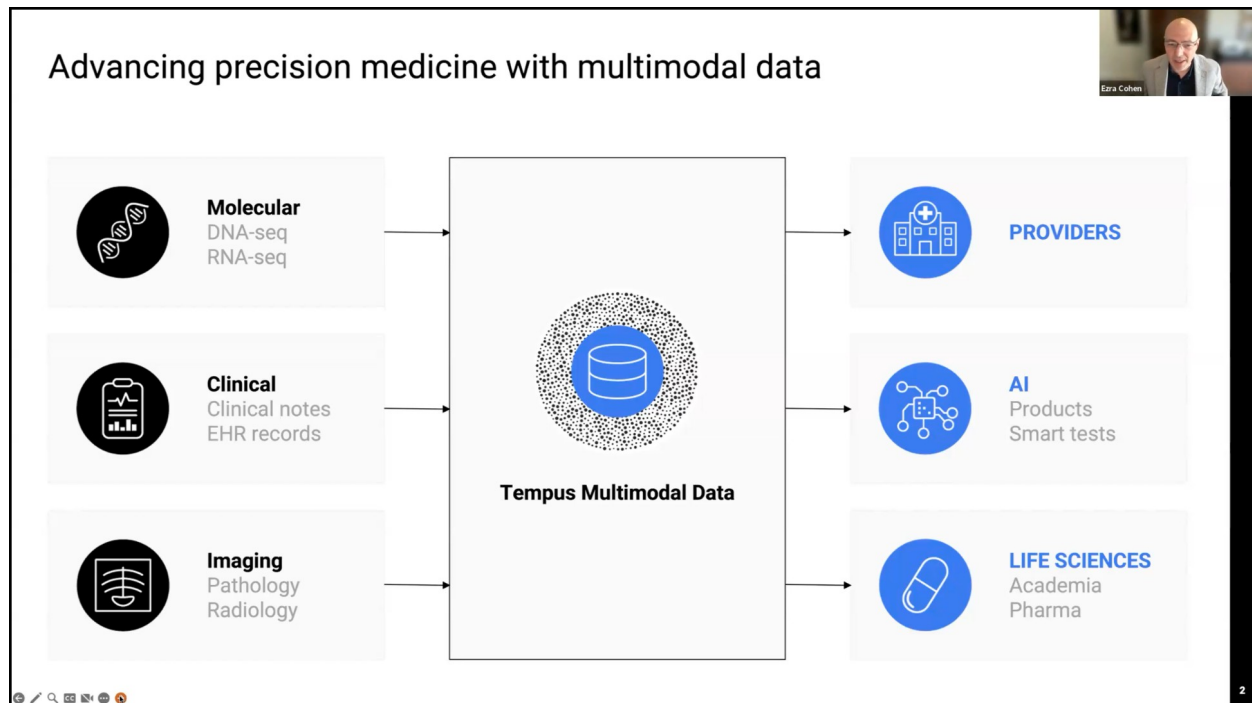 Advancing precision medicine with multimodal data
Ezra Cohen
Molecular
DNA-seq
RNA-seq
Clinical
Clinical notes
EHR records
Imaging
Pathology
Radiology
Tempus Multimodal Data
PROVIDERS
AI
Products
Smart tests
LIFE SCIENCES
Academia
Pharma
CC
2